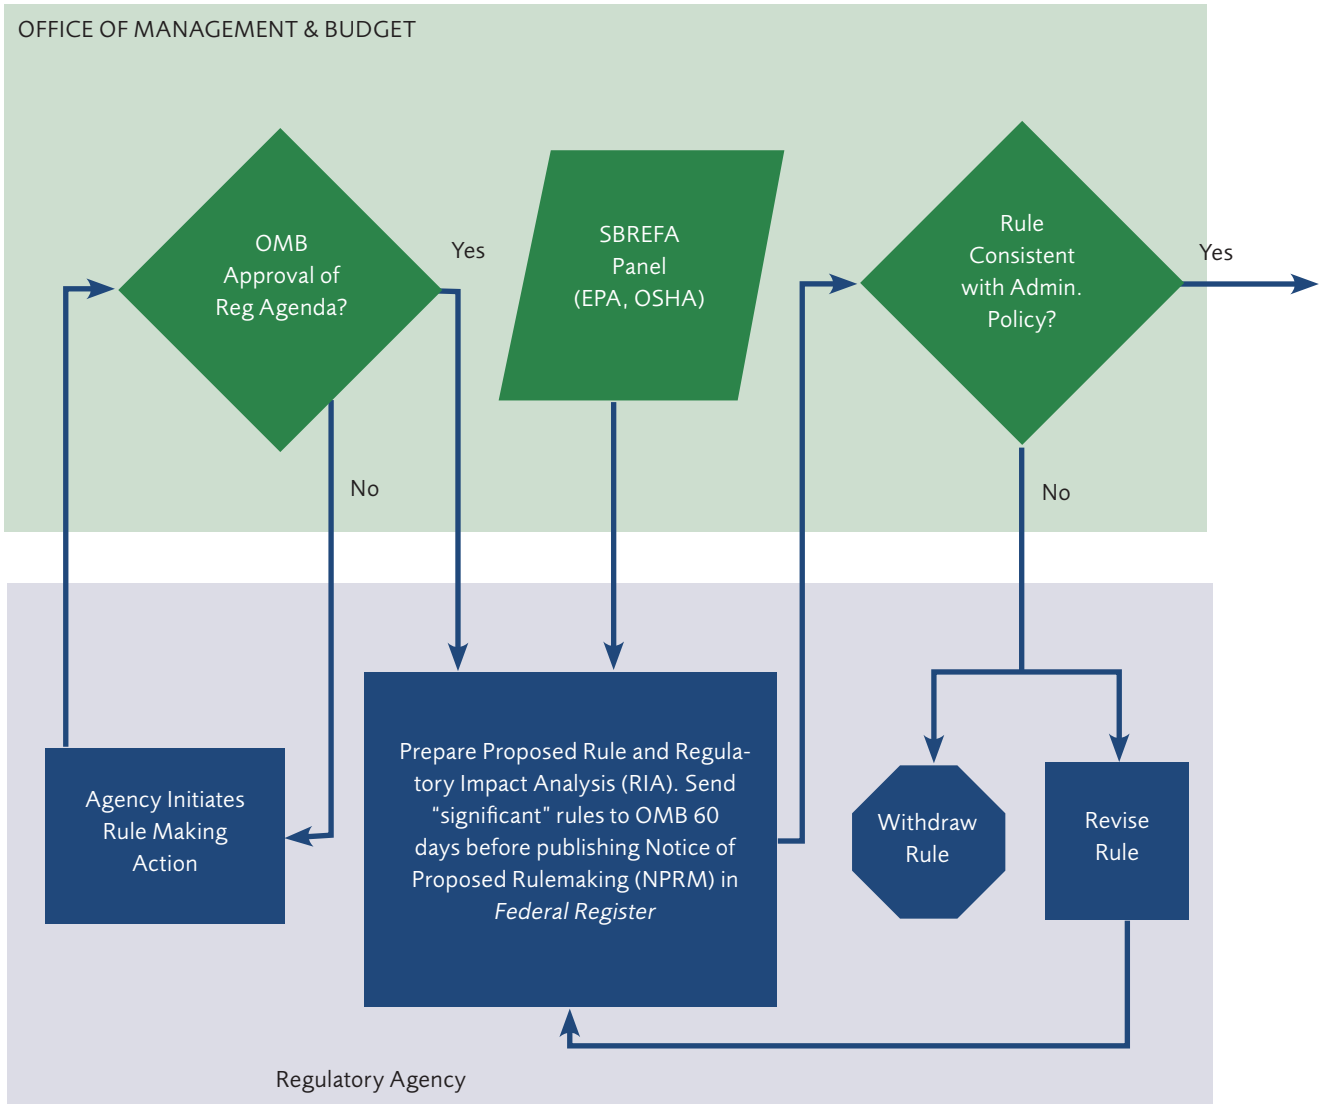 OFFICE OF MANAGEMENT & BUDGET
OMB
Approval of
Reg Agenda?
Yes
No
SBREFA
Panel
(EPA, OSHA)
Rule
Consistent
with Admin.
Policy?
Yes
No
Agency Initiates
Rule Making
Action
Prepare Proposed Rule and Regula-
tory Impact Analysis (RIA). Send
“significant” rules to OMB 60
days before publishing Notice of
Proposed Rulemaking (NPRM) in
Federal Register
Withdraw
Rule
Revise
Rule
Regulatory Agency